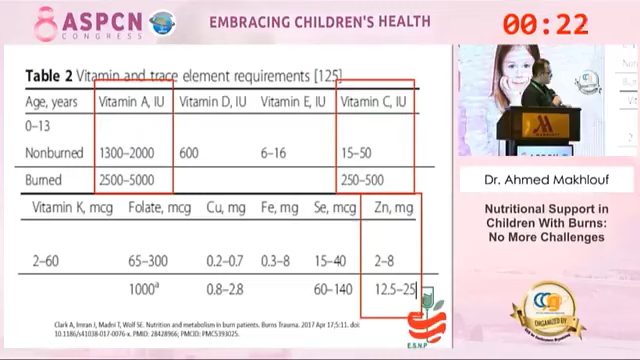 8 ASPCN
CONGRESS
EMBRACING CHILDREN'S HEALTH
00:22
Table 2 Vitamin and trace element requirements [125]
Age, years Vitamin A, IU Vitamin D, IU Vitamin E, IU Vitamin C, IU
0–13
Nonburned 1300–2000 600 6–16 15–50
Burned 2500–5000 250–500
Vitamin K, mcg Folate, mcg Cu, mg Fe, mg Se, mcg Zn, mg
2–60 65–300 0.2–0.7 0.3–8 15–40 2–8
1000a 0.8–2.8 60–140 12.5–25
Clark A, Imran J, Madni T, Wolf SE. Nutrition and metabolism in burn patients. Burns Trauma. 2017 Apr 17;5:11. doi:
10.1186/s41038-017-0076-x. PMID: 28428966; PMCID: PMC5393025.
E.S.N.P
Dr. Ahmed Makhlouf
Nutritional Support in
Children With Burns:
No More Challenges
ORGANIZED BY